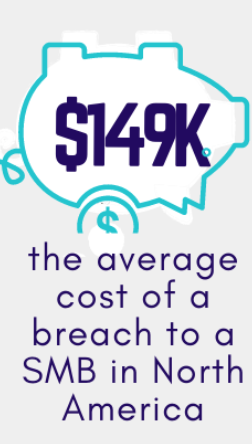 $149K
$
the average
cost of a
breach to a
SMB in North
America